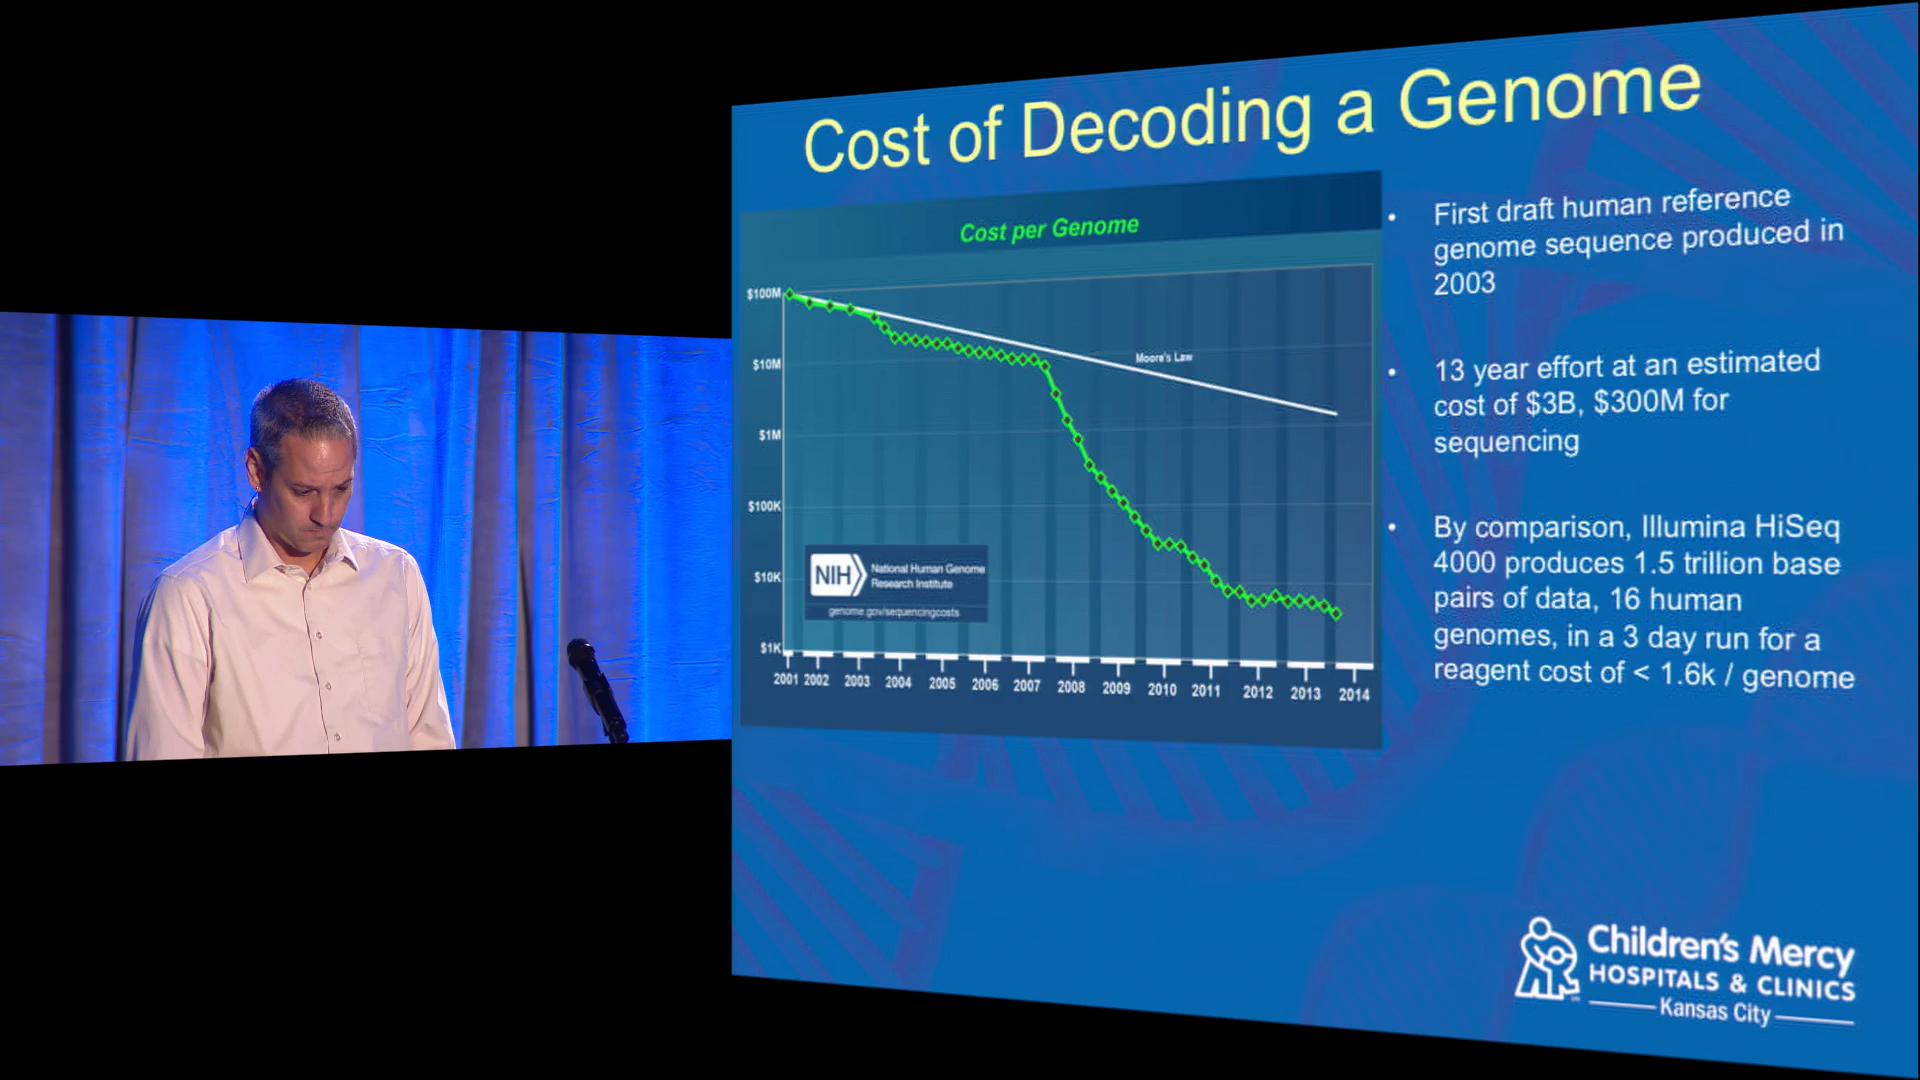 Cost of Decoding a Genome
Cost per Genome
$100M
$10M
$1M
$100K
$10K
$1K
Moore's Law
NIH
National Human Genome
Research Institute
genome.gov/sequencingcosts
2001 2002 2003 2004 2005 2006 2007 2008 2009 2010 2011 2012 2013 2014
• First draft human reference
genome sequence produced in
2003
• 13 year effort at an estimated
cost of $3B, $300M for
sequencing
• By comparison, Illumina HiSeq
4000 produces 1.5 trillion base
pairs of data, 16 human
genomes, in a 3 day run for a
reagent cost of < 1.6k / genome
Children's Mercy
HOSPITALS & CLINICS
Kansas City